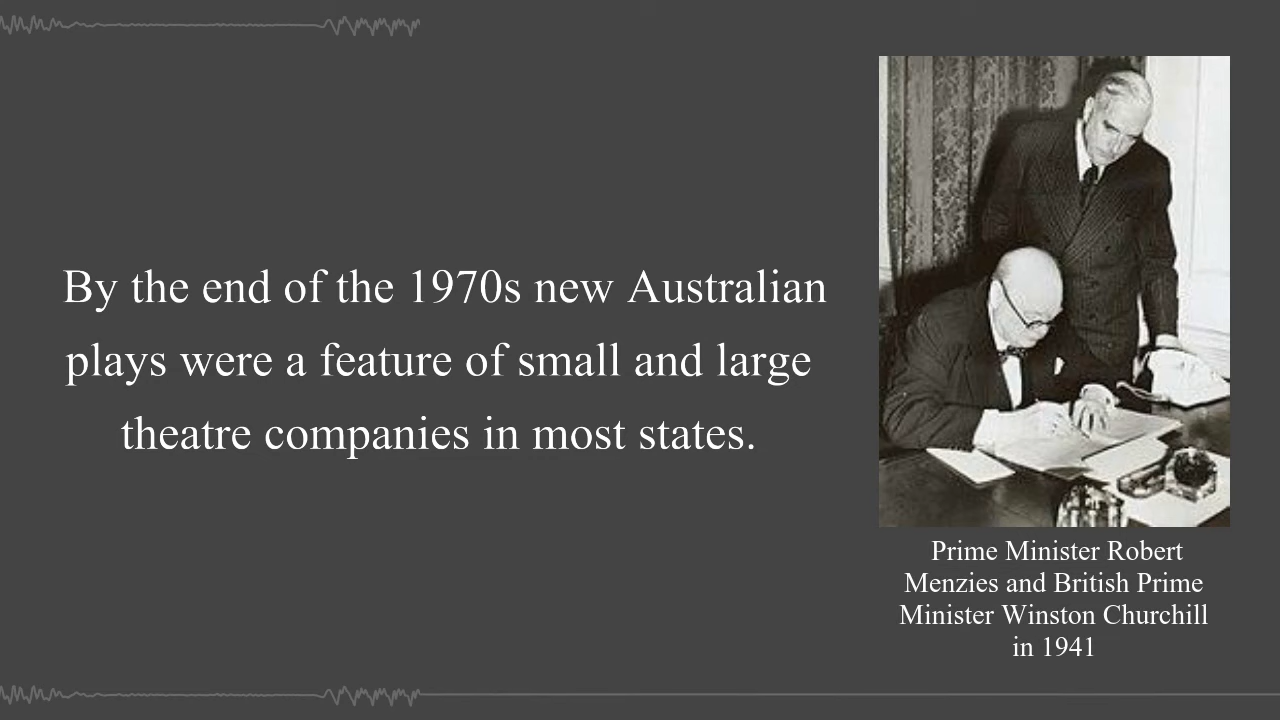 By the end of the 1970s new Australian
plays were a feature of small and large
theatre companies in most states.
Prime Minister Robert
Menzies and British Prime
Minister Winston Churchill
in 1941